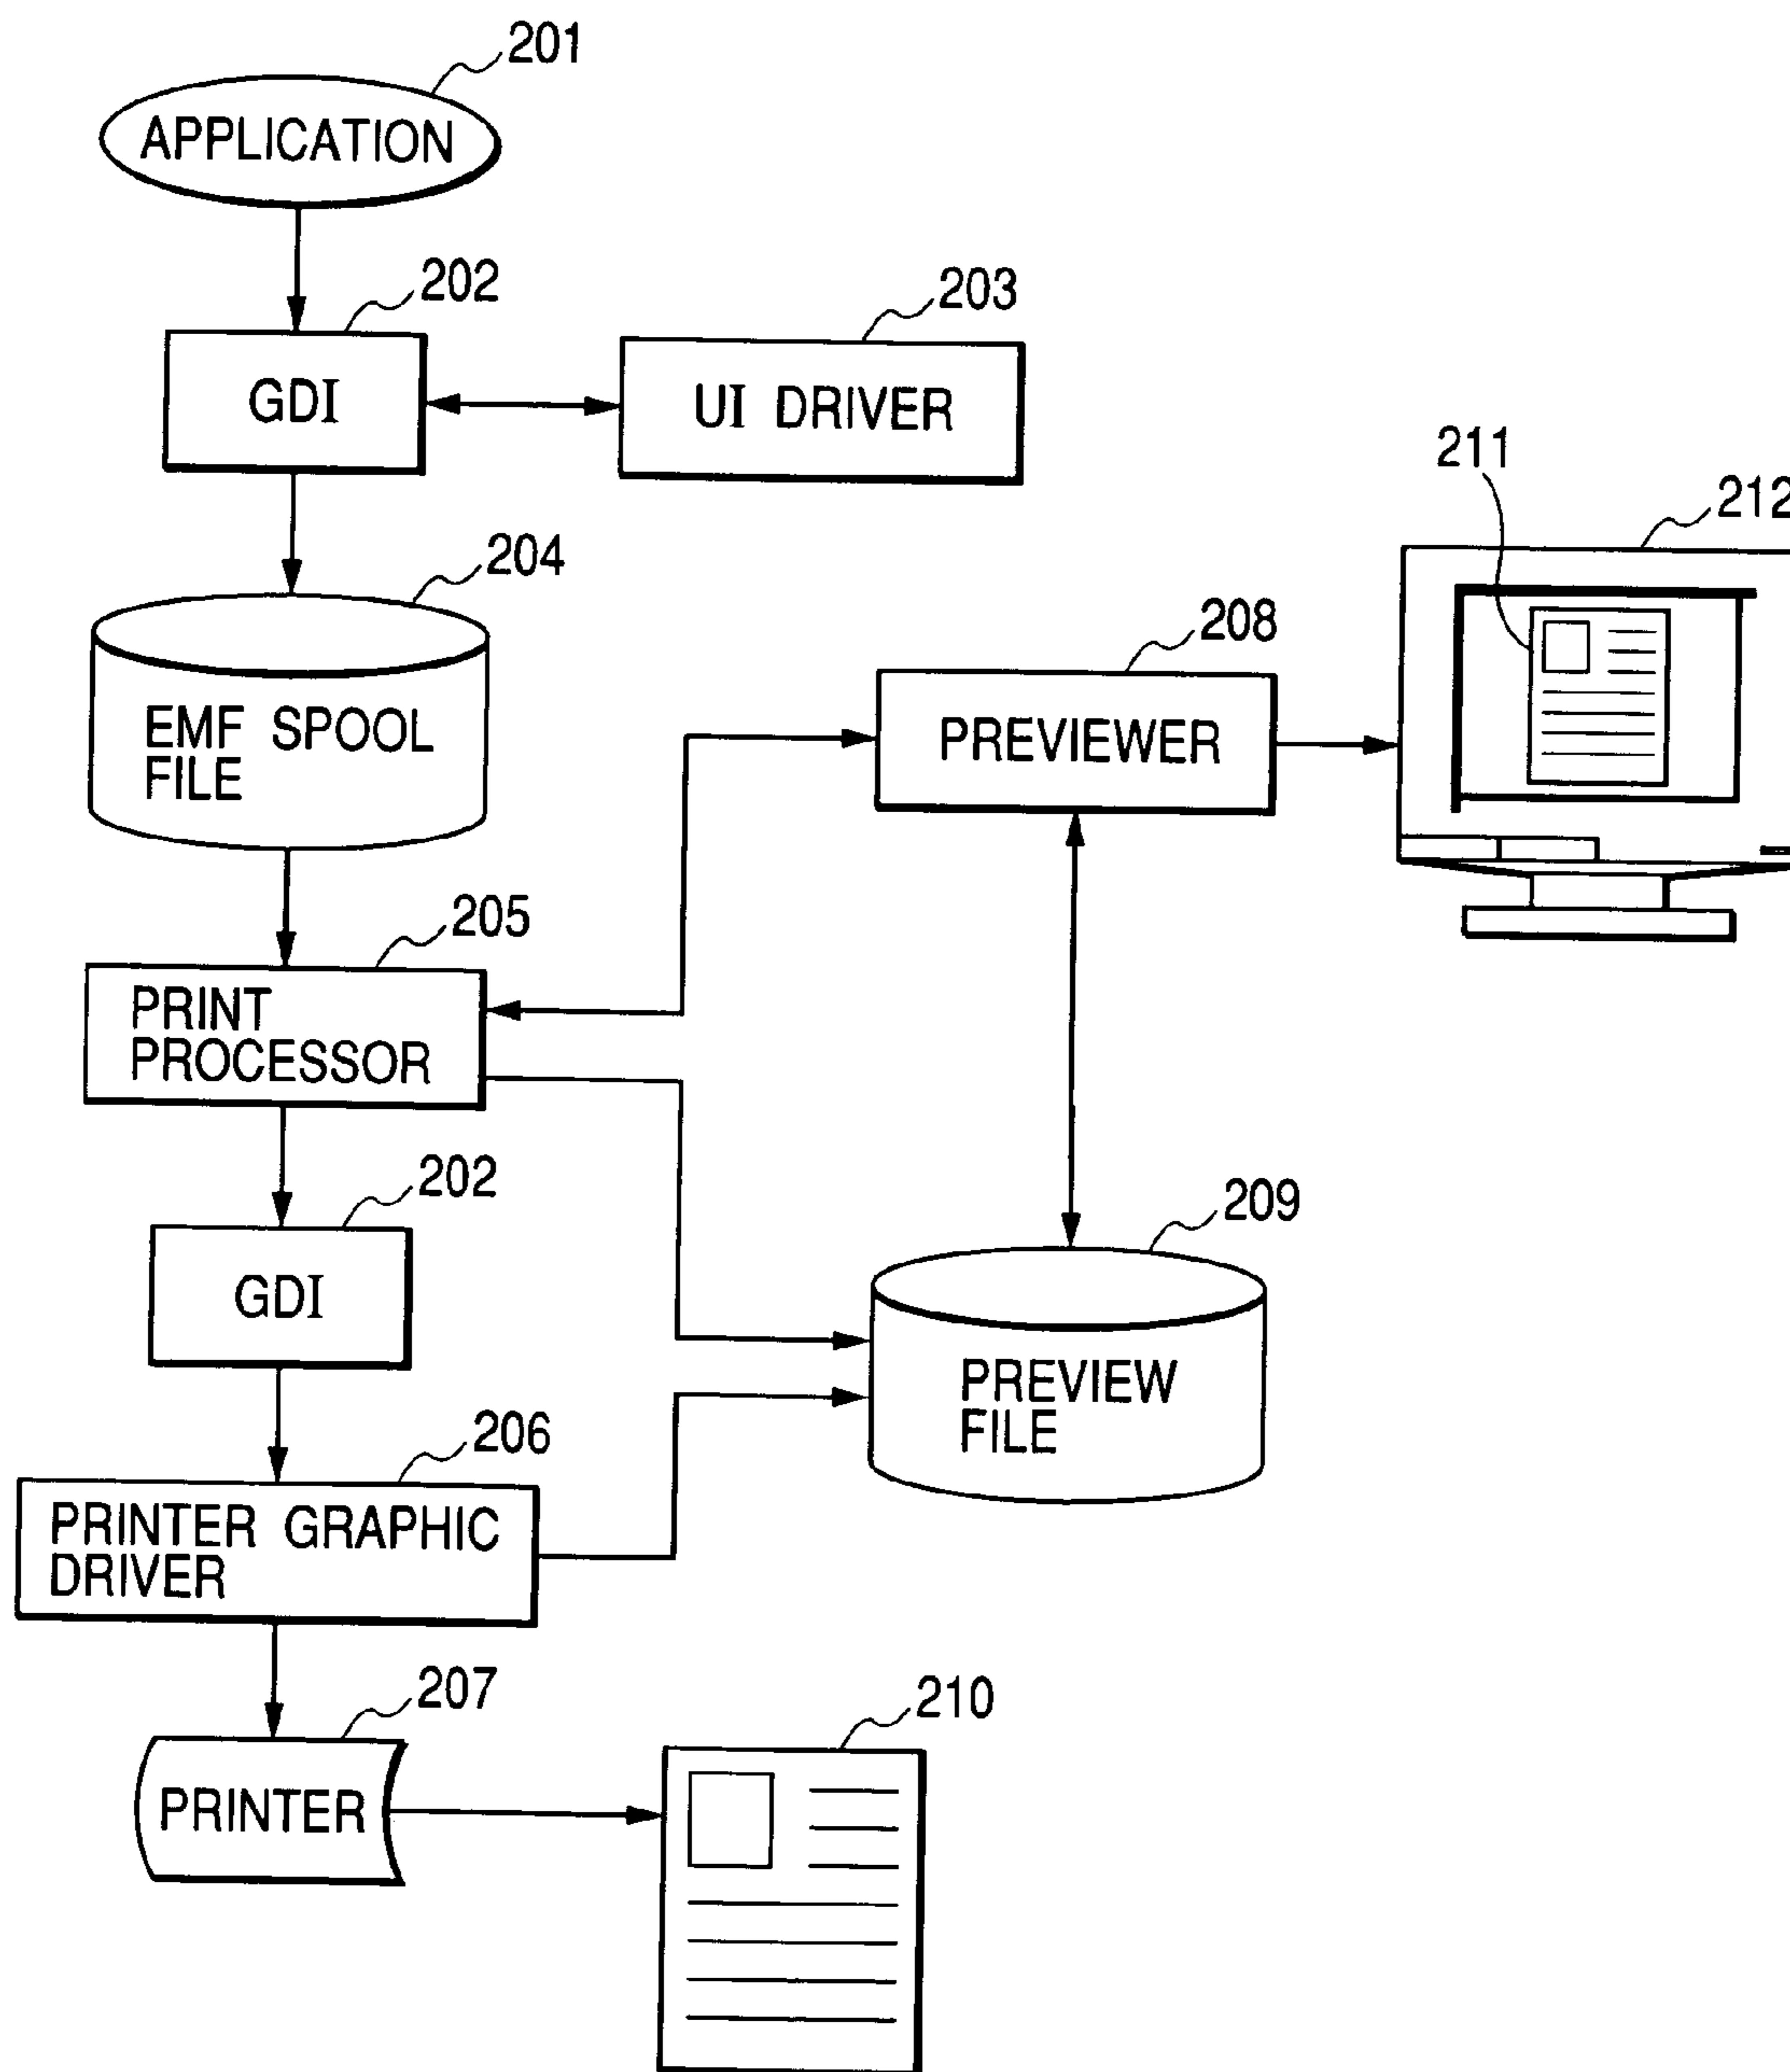 201
APPLICATION
202
GDI
203
UI DRIVER
204
EMF SPOOL
FILE
211
212
208
PREVIEWER
205
PRINT
PROCESSOR
202
GDI
209
PREVIEW
FILE
206
PRINTER GRAPHIC
DRIVER
207
PRINTER
210